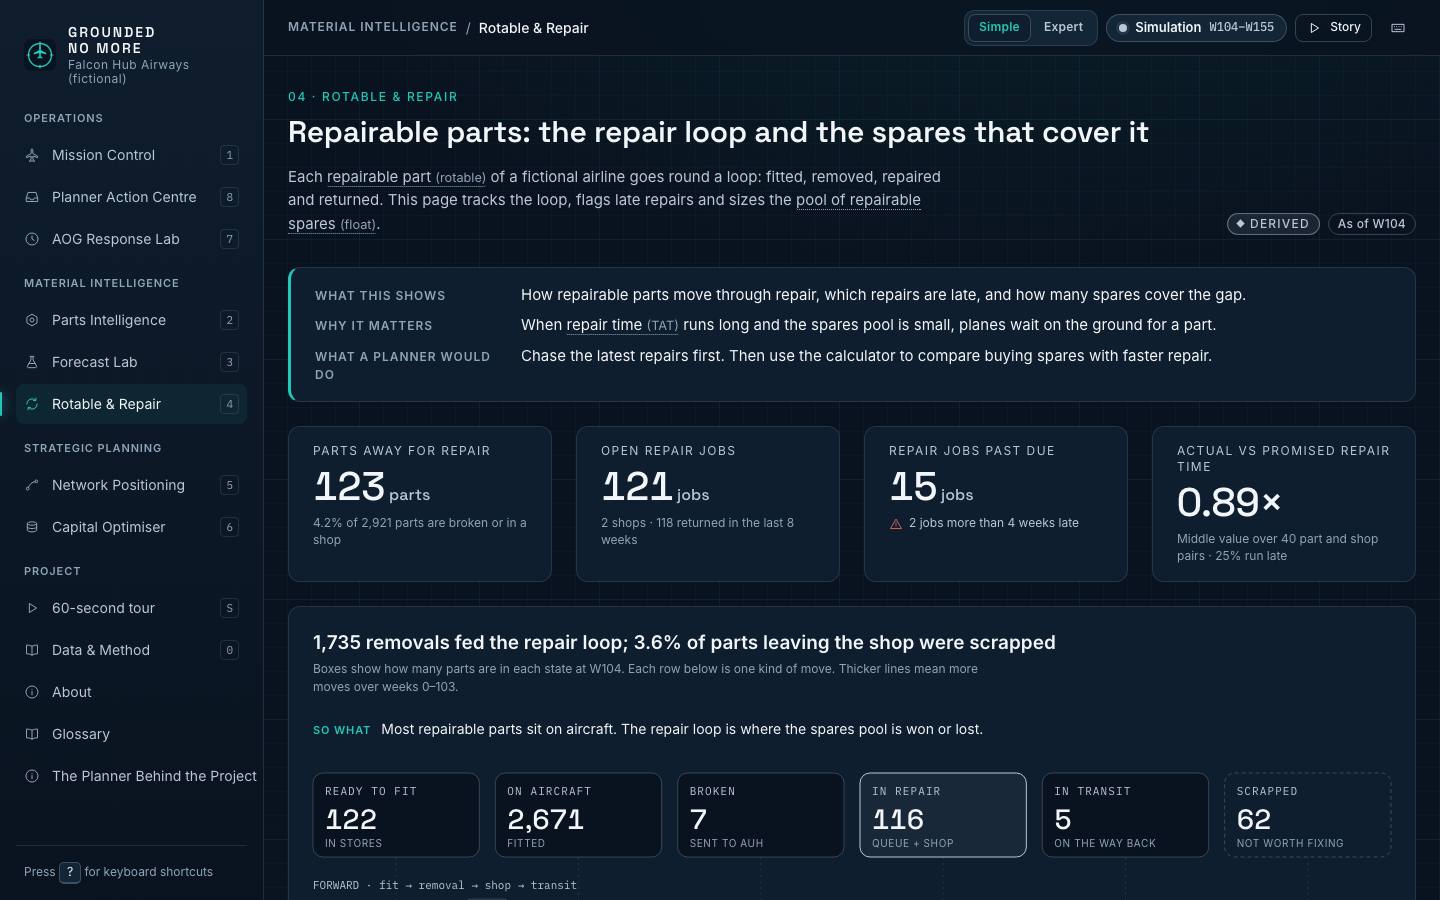 GROUNDED
NO MORE
Falcon Hub Airways
(fictional)
OPERATIONS
Mission Control 1
Planner Action Centre 8
AOG Response Lab 7
MATERIAL INTELLIGENCE
Parts Intelligence 2
Forecast Lab 3
Rotable & Repair 4
STRATEGIC PLANNING
Network Positioning 5
Capital Optimiser 6
PROJECT
60-second tour S
Data & Method 0
About
Glossary
The Planner Behind the Project
Press ? for keyboard shortcuts
MATERIAL INTELLIGENCE / Rotable & Repair
Simple Expert Simulation W104–W155 Story
04 · ROTABLE & REPAIR
Repairable parts: the repair loop and the spares that cover it
Each repairable part (rotable) of a fictional airline goes round a loop: fitted, removed, repaired
and returned. This page tracks the loop, flags late repairs and sizes the pool of repairable
spares (float).
DERIVED As of W104
WHAT THIS SHOWS How repairable parts move through repair, which repairs are late, and how many spares cover the gap.
WHY IT MATTERS When repair time (TAT) runs long and the spares pool is small, planes wait on the ground for a part.
WHAT A PLANNER WOULD
DO
Chase the latest repairs first. Then use the calculator to compare buying spares with faster repair.
PARTS AWAY FOR REPAIR
123 parts
4.2% of 2,921 parts are broken or in a
shop
OPEN REPAIR JOBS
121 jobs
2 shops · 118 returned in the last 8
weeks
REPAIR JOBS PAST DUE
15 jobs
2 jobs more than 4 weeks late
ACTUAL VS PROMISED REPAIR
TIME
0.89×
Middle value over 40 part and shop
pairs · 25% run late
1,735 removals fed the repair loop; 3.6% of parts leaving the shop were scrapped
Boxes show how many parts are in each state at W104. Each row below is one kind of move. Thicker lines mean more
moves over weeks 0–103.
SO WHAT Most repairable parts sit on aircraft. The repair loop is where the spares pool is won or lost.
READY TO FIT
122
IN STORES
ON AIRCRAFT
2,671
FITTED
BROKEN
7
SENT TO AUH
IN REPAIR
116
QUEUE + SHOP
IN TRANSIT
5
ON THE WAY BACK
SCRAPPED
62
NOT WORTH FIXING
FORWARD · fit → removal → shop → transit